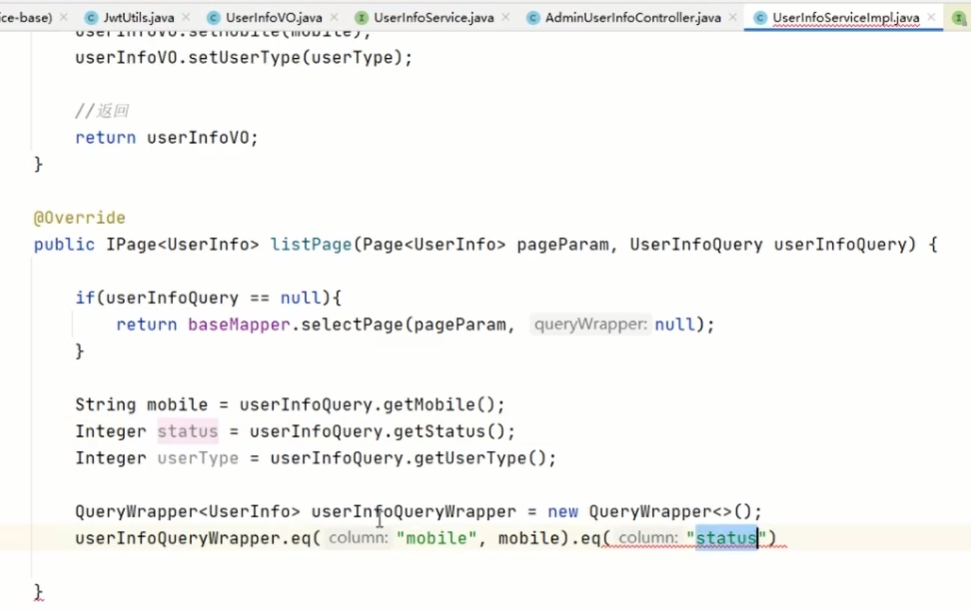 ce-base) × JwtUtils.java × UserInfoVO.java × UserInfoService.java × AdminUserInfoController.java × UserInfoServiceImpl.java ×
userInfoVO.setMobile(mobile);
userInfoVO.setUserType(userType);
//返回
return userInfoVO;
}
@Override
public IPage<UserInfo> listPage(Page<UserInfo> pageParam, UserInfoQuery userInfoQuery) {
if(userInfoQuery == null){
return baseMapper.selectPage(pageParam, queryWrapper: null);
}
String mobile = userInfoQuery.getMobile();
Integer status = userInfoQuery.getStatus();
Integer userType = userInfoQuery.getUserType();
QueryWrapper<UserInfo> userInfoQueryWrapper = new QueryWrapper<>();
userInfoQueryWrapper.eq( column: "mobile", mobile).eq( column: "status")
}